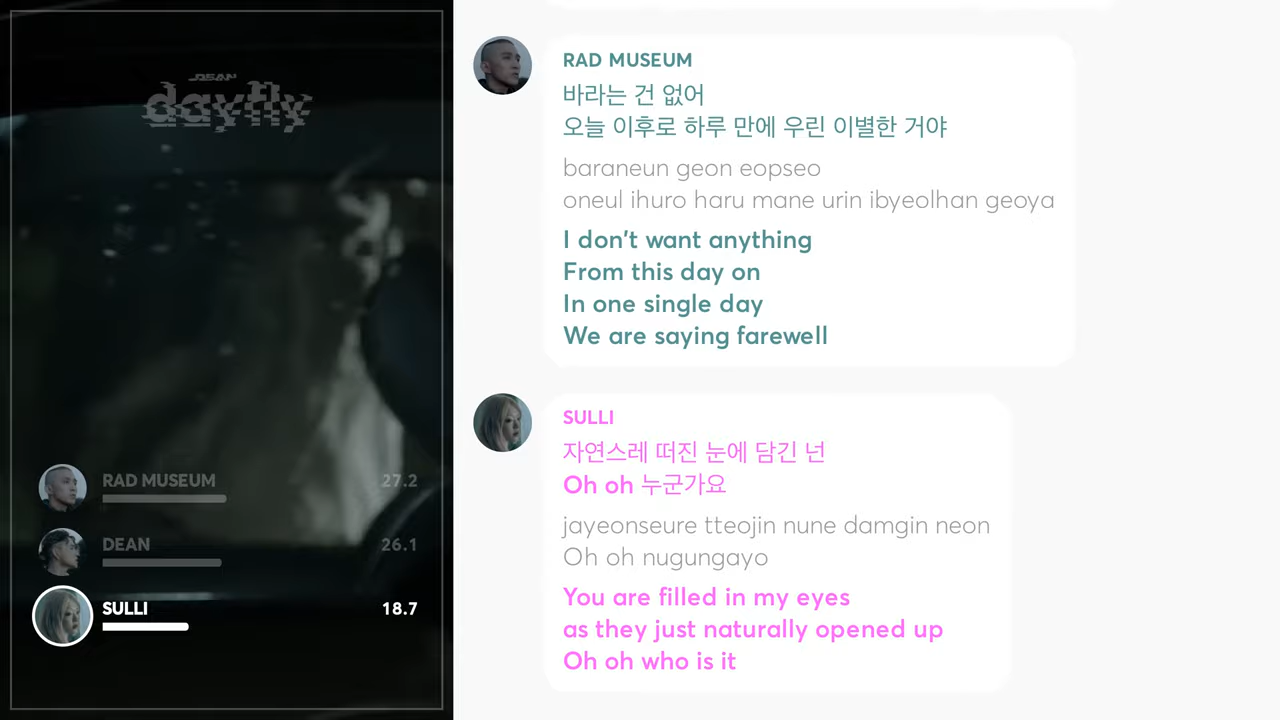 DEAN
dayfly
RAD MUSEUM
27.2
DEAN
26.1
SULLI
18.7
RAD MUSEUM
바라는 건 없어
오늘 이후로 하루 만에 우린 이별한 거야
baraneun geon eopseo
oneul ihuro haru mane urin ibyeolhan geoya
I don't want anything
From this day on
In one single day
We are saying farewell
SULLI
자연스레 떠진 눈에 담긴 넌
Oh oh 누군가요
jayeonseure tteojin nune damgin neon
Oh oh nugungayo
You are filled in my eyes
as they just naturally opened up
Oh oh who is it